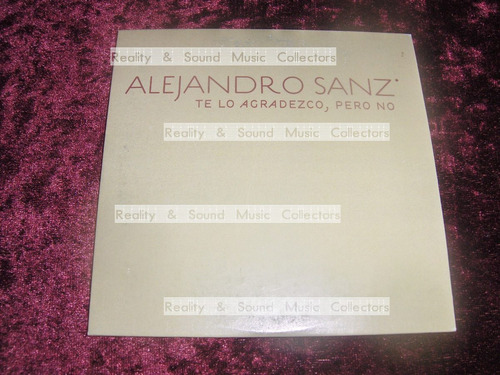 Reality & Sound Music Collectors
ALEJANDRO SANZ
TE LO AGRADEZCO, PERO NO
Reality & Sound Music Collectors
Reality & Sound Music Collectors
Reality & Sound Music Collectors